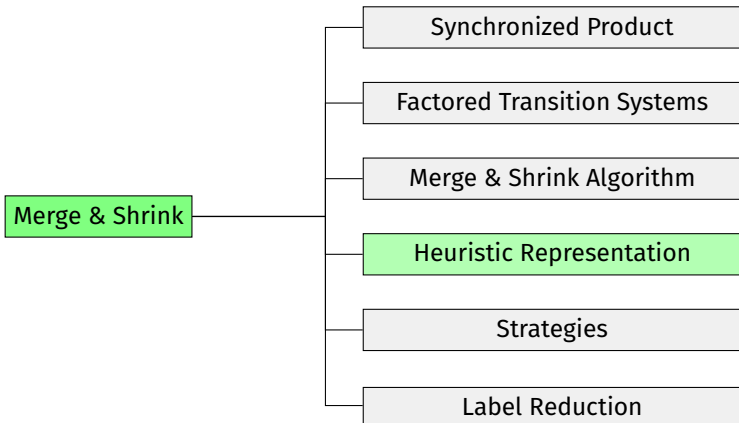 Synchronized Product
Factored Transition Systems
Merge & Shrink Algorithm
Merge & Shrink
Heuristic Representation
Strategies
Label Reduction